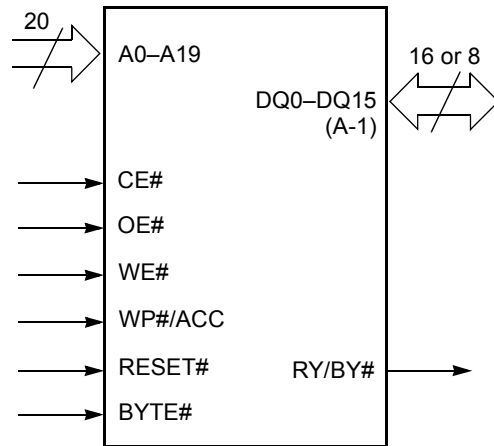 20
A0–A19
16 or 8
DQ0–DQ15
(A-1)
CE#
OE#
WE#
WP#/ACC
RESET#
RY/BY#
BYTE#